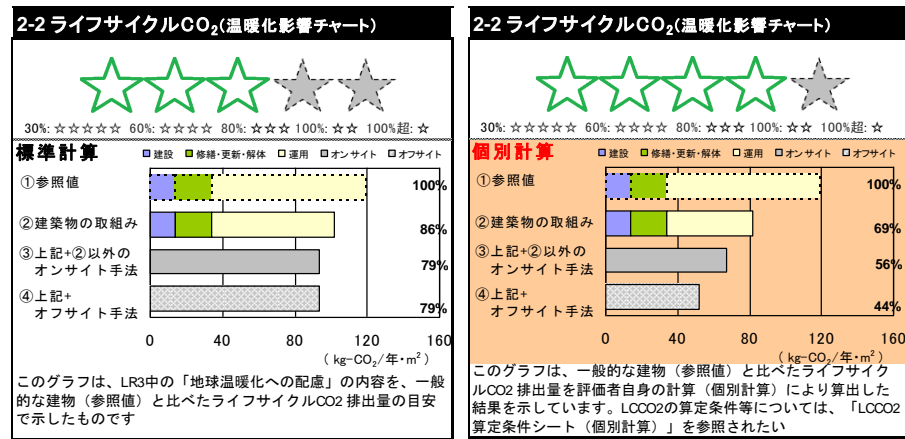 2-2 ライフサイクルCO₂(温暖化影響チャート)
30%: ☆☆☆☆☆ 60%: ☆☆☆☆ 80%: ☆☆☆ 100%: ☆☆ 100%超: ☆
標準計算
建設 修繕・更新・解体 運用 オンサイト オフサイト
①参照値 100%
②建築物の取組み 86%
③上記+②以外の
オンサイト手法 79%
④上記+
オフサイト手法 79%
0 40 80 120 160
( kg-CO₂/年・m² )
このグラフは、LR3中の「地球温暖化への配慮」の内容を、一般
的な建物(参照値)と比べたライフサイクルCO2 排出量の目安
で示したものです
2-2 ライフサイクルCO₂(温暖化影響チャート)
30%: ☆☆☆☆☆ 60%: ☆☆☆☆ 80%: ☆☆☆ 100%: ☆☆ 100%超: ☆
個別計算
建設 修繕・更新・解体 運用 オンサイト オフサイト
①参照値 100%
②建築物の取組み 69%
③上記+②以外の
オンサイト手法 56%
④上記+
オフサイト手法 44%
0 40 80 120 160
( kg-CO₂/年・m² )
このグラフは、一般的な建物(参照値)と比べたライフサイク
ルCO2 排出量を評価者自身の計算(個別計算)により算出した
結果を示しています。LCCO2の算定条件等については、「LCCO2
算定条件シート(個別計算)」を参照されたい